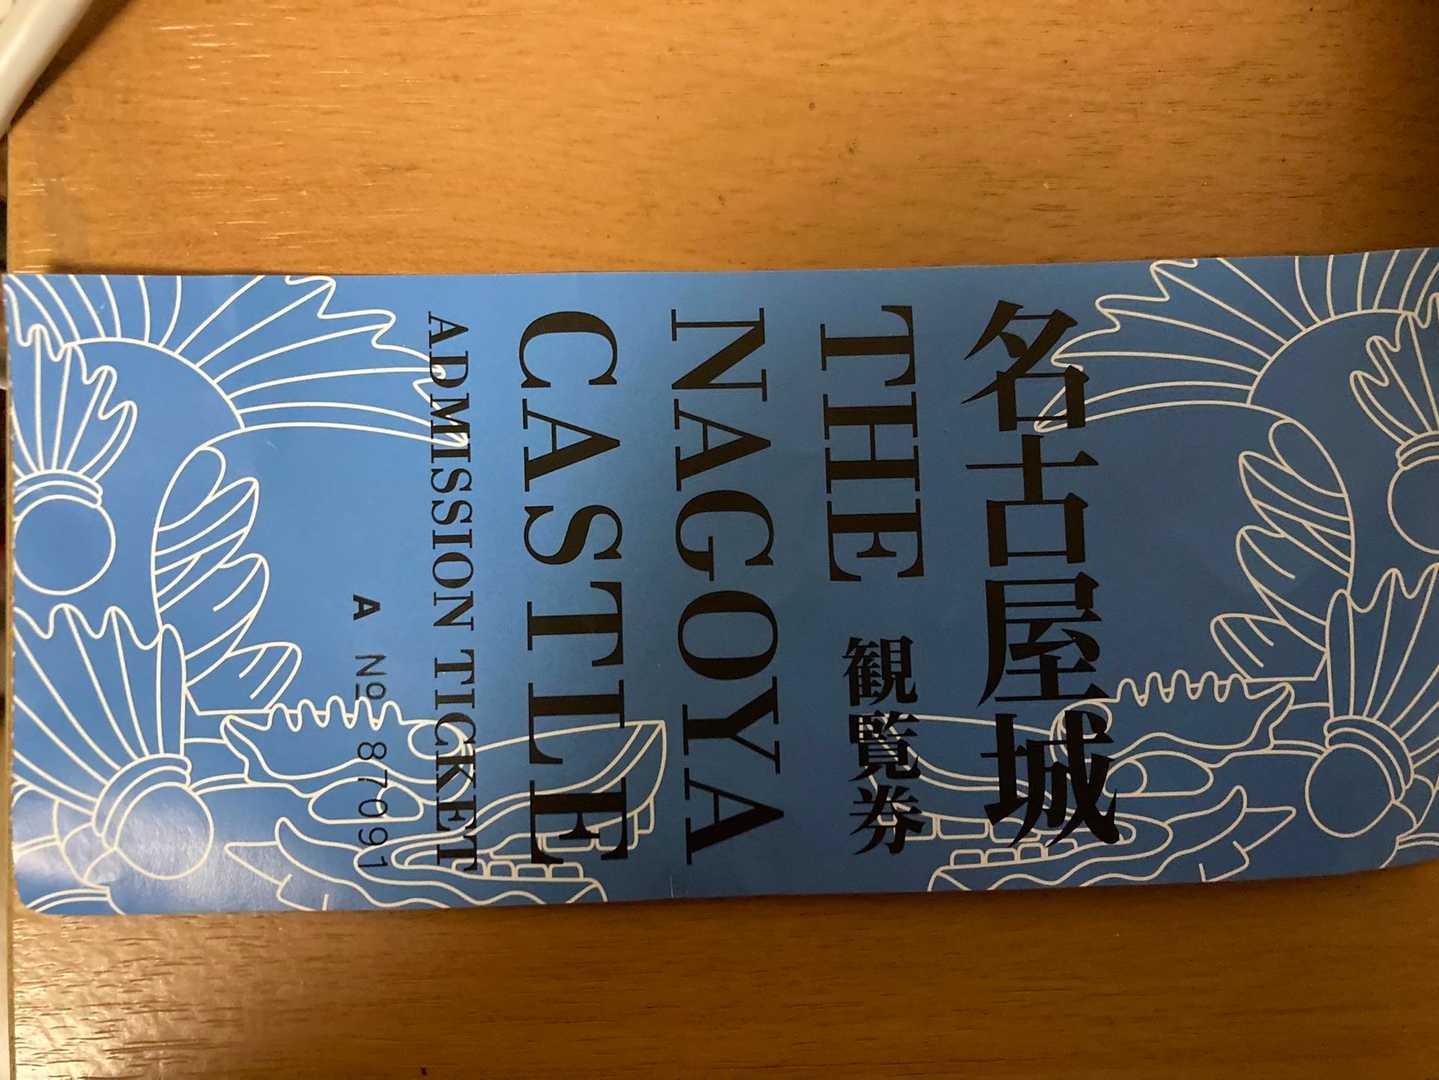 名古屋城
THE 観覧券
NAGOYA
CASTLE
ADMISSION TICKET
A № 87091